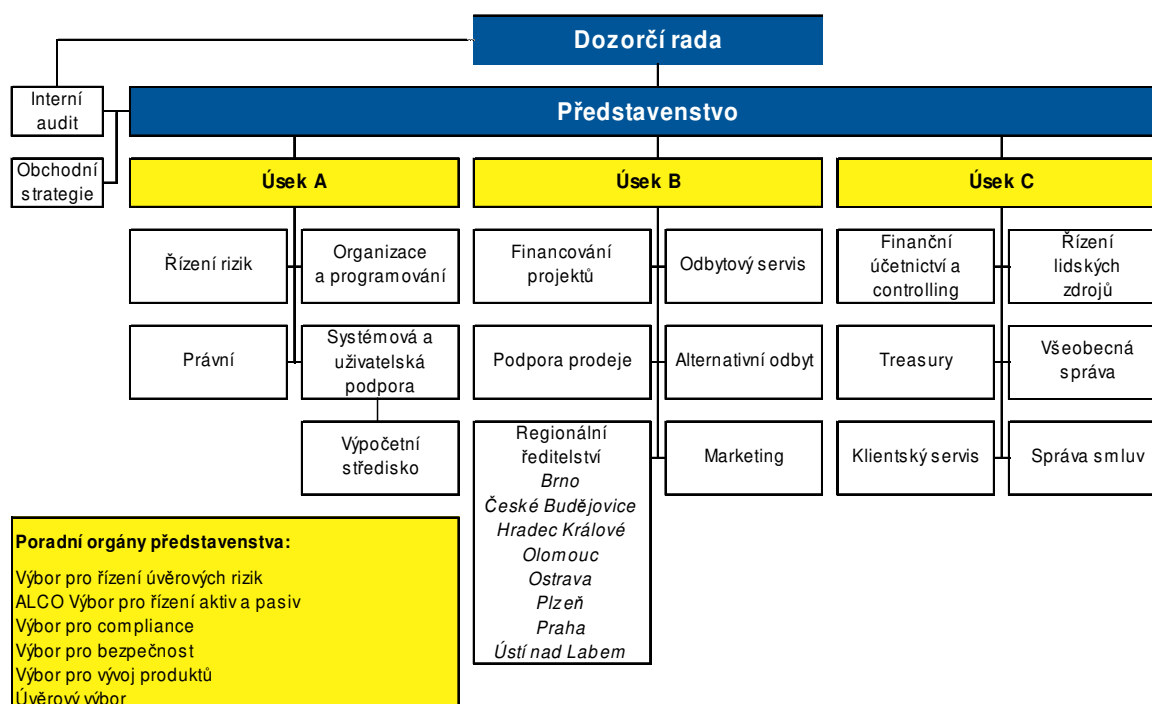 Dozorčí rada
Interní
audit
Představenstvo
Obchodní
strategie
Úsek A
Úsek B
Úsek C
Řízení rizik
Organizace
a programování
Financování
projektů
Odbytový servis
Finanční
účetnictví a
controlling
Řízení
lidských
zdrojů
Právní
Systémová a
uživatelská
podpora
Podpora prodeje
Alternativní odbyt
Treasury
Všeobecná
správa
Výpočetní
středisko
Regionální
ředitelství
Brno
České Budějovice
Hradec Králové
Olomouc
Ostrava
Plzeň
Praha
Ústí nad Labem
Marketing
Klientský servis
Správa smluv
Poradní orgány představenstva:
Výbor pro řízení úvěrových rizik
ALCO Výbor pro řízení aktiv a pasiv
Výbor pro compliance
Výbor pro bezpečnost
Výbor pro vývoj produktů
Úvěrový výbor